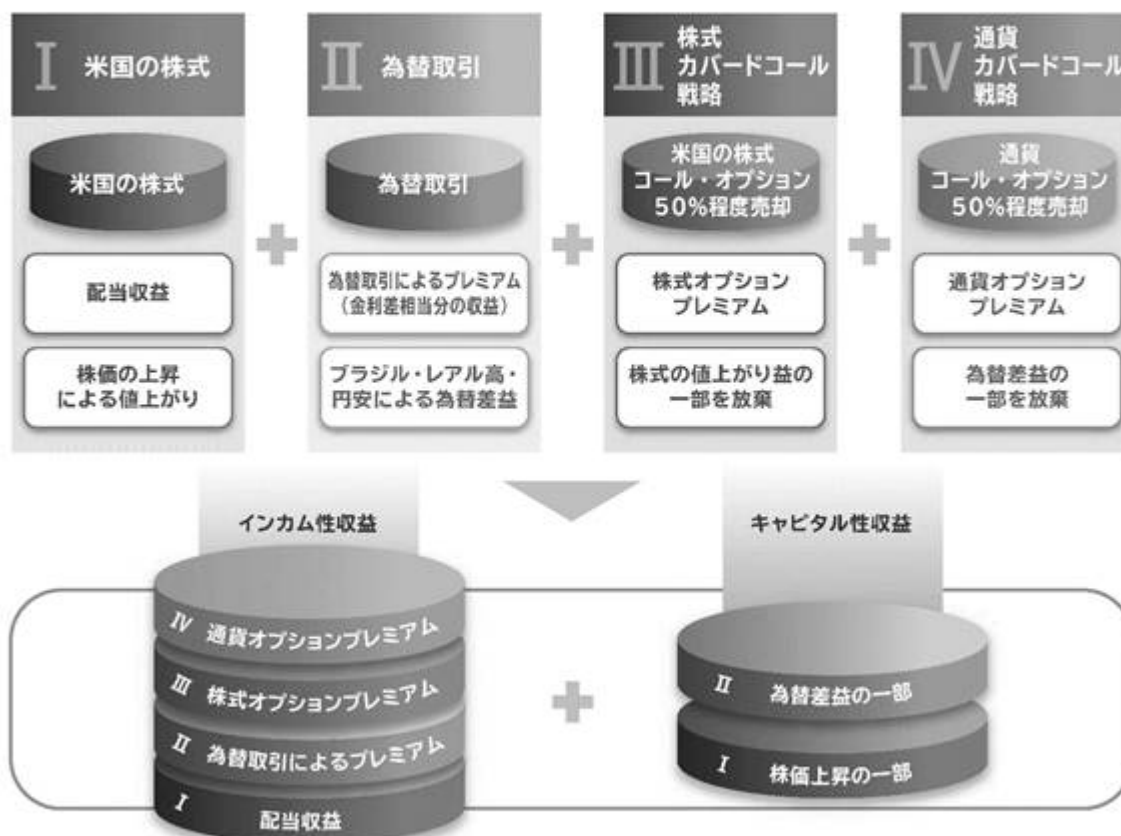 Ⅰ 米国の株式
Ⅱ 為替取引
Ⅲ 株式
カバードコール
戦略
Ⅳ 通貨
カバードコール
戦略
米国の株式
為替取引
米国の株式
コール・オプション
50%程度売却
通貨
コール・オプション
50%程度売却
配当収益
為替取引によるプレミアム
（金利差相当分の収益）
株式オプション
プレミアム
通貨オプション
プレミアム
株価の上昇
による値上がり
ブラジル・レアル高・
円安による為替差益
株式の値上がり益の
一部を放棄
為替差益の
一部を放棄
インカム性収益
キャピタル性収益
Ⅳ 通貨オプションプレミアム
Ⅲ 株式オプションプレミアム
Ⅱ 為替取引によるプレミアム
Ⅰ 配当収益
Ⅱ 為替差益の一部
Ⅰ 株価上昇の一部